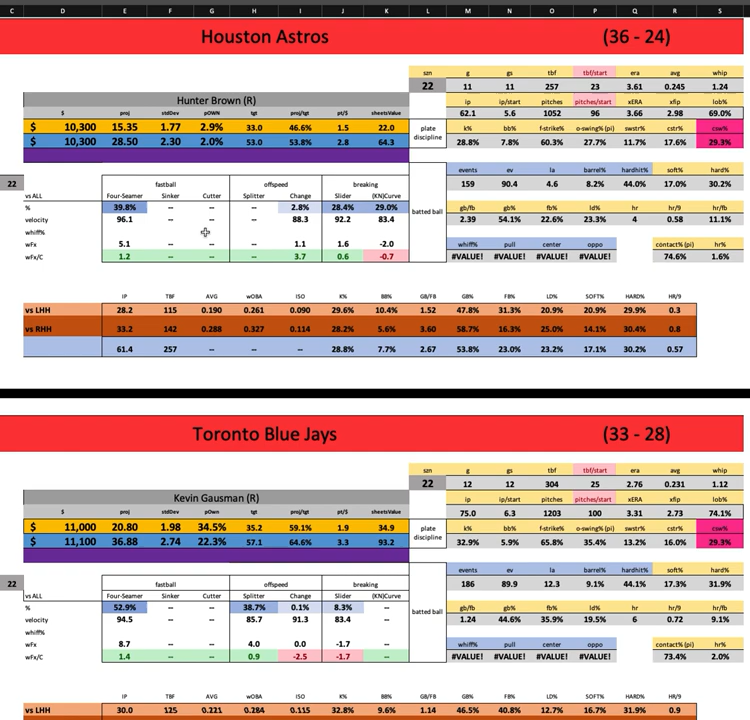 C D E F G H I J K L M N O P Q R S
Houston Astros (36 - 24)
szn g gs tbf tbf/start era avg whip
22 11 11 257 23 3.61 0.245 1.24
Hunter Brown (R) ip ip/start pitches pitches/start xERA xfip lob%
62.1 5.6 1052 96 3.66 2.98 69.0%
$ proj stdDev pOWN tgt proj/tgt pt/$ sheetsValue
$ 10,300 15.35 1.77 2.9% 33.0 46.6% 1.5 22.0 plate discipline k% bb% f-strike% o-swing% (pi) swstr% cstr% csw%
$ 10,300 28.50 2.30 2.0% 53.0 53.8% 2.8 64.3 28.8% 7.8% 60.3% 27.7% 11.7% 17.6% 29.3%
events ev la barrel% hardhit% soft% hard%
22 fastball offspeed breaking 159 90.4 4.6 8.2% 44.0% 17.0% 30.2%
vs ALL Four-Seamer Sinker Cutter Splitter Change Slider (KN)Curve
% 39.8% -- -- -- 2.8% 28.4% 29.0% batted ball gb/fb gb% fb% ld% hr hr/9 hr/fb
velocity 96.1 -- -- -- 88.3 92.2 83.4 2.39 54.1% 22.6% 23.3% 4 0.58 11.1%
whiff%
wFx 5.1 1.1 1.6 -2.0 whiff% pull center oppo contact% (pi) hr%
wFx/C 1.2 -- -- -- 3.7 0.6 -0.7 #VALUE! #VALUE! #VALUE! #VALUE! 74.6% 1.6%
IP TBF AVG wOBA ISO K% BB% GB/FB GB% FB% LD% SOFT% HARD% HR/9
vs LHH 28.2 115 0.190 0.261 0.090 29.6% 10.4% 1.52 47.8% 31.3% 20.9% 20.9% 29.9% 0.3
vs RHH 33.2 142 0.288 0.327 0.114 28.2% 5.6% 3.60 58.7% 16.3% 25.0% 14.1% 30.4% 0.8
61.4 257 -- -- -- 28.8% 7.7% 2.67 53.8% 23.0% 23.2% 17.1% 30.2% 0.57
Toronto Blue Jays (33 - 28)
szn g gs tbf tbf/start era avg whip
22 12 12 304 25 2.76 0.231 1.12
Kevin Gausman (R) ip ip/start pitches pitches/start xERA xfip lob%
75.0 6.3 1203 100 3.31 2.73 74.1%
$ proj stdDev pOwn tgt proj/tgt pt/$ sheetsValue
$ 11,000 20.80 1.98 34.5% 35.2 59.1% 1.9 34.9 plate discipline k% bb% f-strike% o-swing% (pi) swstr% cstr% csw%
$ 11,100 36.88 2.74 22.3% 57.1 64.6% 3.3 93.2 32.9% 5.9% 65.8% 35.4% 13.2% 16.0% 29.3%
events ev la barrel% hardhit% soft% hard%
22 fastball offspeed breaking 186 89.9 12.3 9.1% 44.1% 17.3% 31.9%
vs ALL Four-Seamer Sinker Cutter Splitter Change Slider (KN)Curve
% 52.9% -- -- 38.7% 0.1% 8.3% -- batted ball gb/fb gb% fb% ld% hr hr/9 hr/fb
velocity 94.5 -- -- 85.7 91.3 83.4 -- 1.24 44.6% 35.9% 19.5% 6 0.72 9.1%
whiff%
wFx 8.7 4.0 0.0 -1.7 whiff% pull center oppo contact% (pi) hr%
wFx/C 1.4 -- -- 0.9 -2.5 -1.7 -- #VALUE! #VALUE! #VALUE! #VALUE! 73.4% 2.0%
IP TBF AVG wOBA ISO K% BB% GB/FB GB% FB% LD% SOFT% HARD% HR/9
vs LHH 30.0 125 0.221 0.284 0.115 32.8% 9.6% 1.14 46.5% 40.8% 12.7% 16.7% 31.9% 0.9